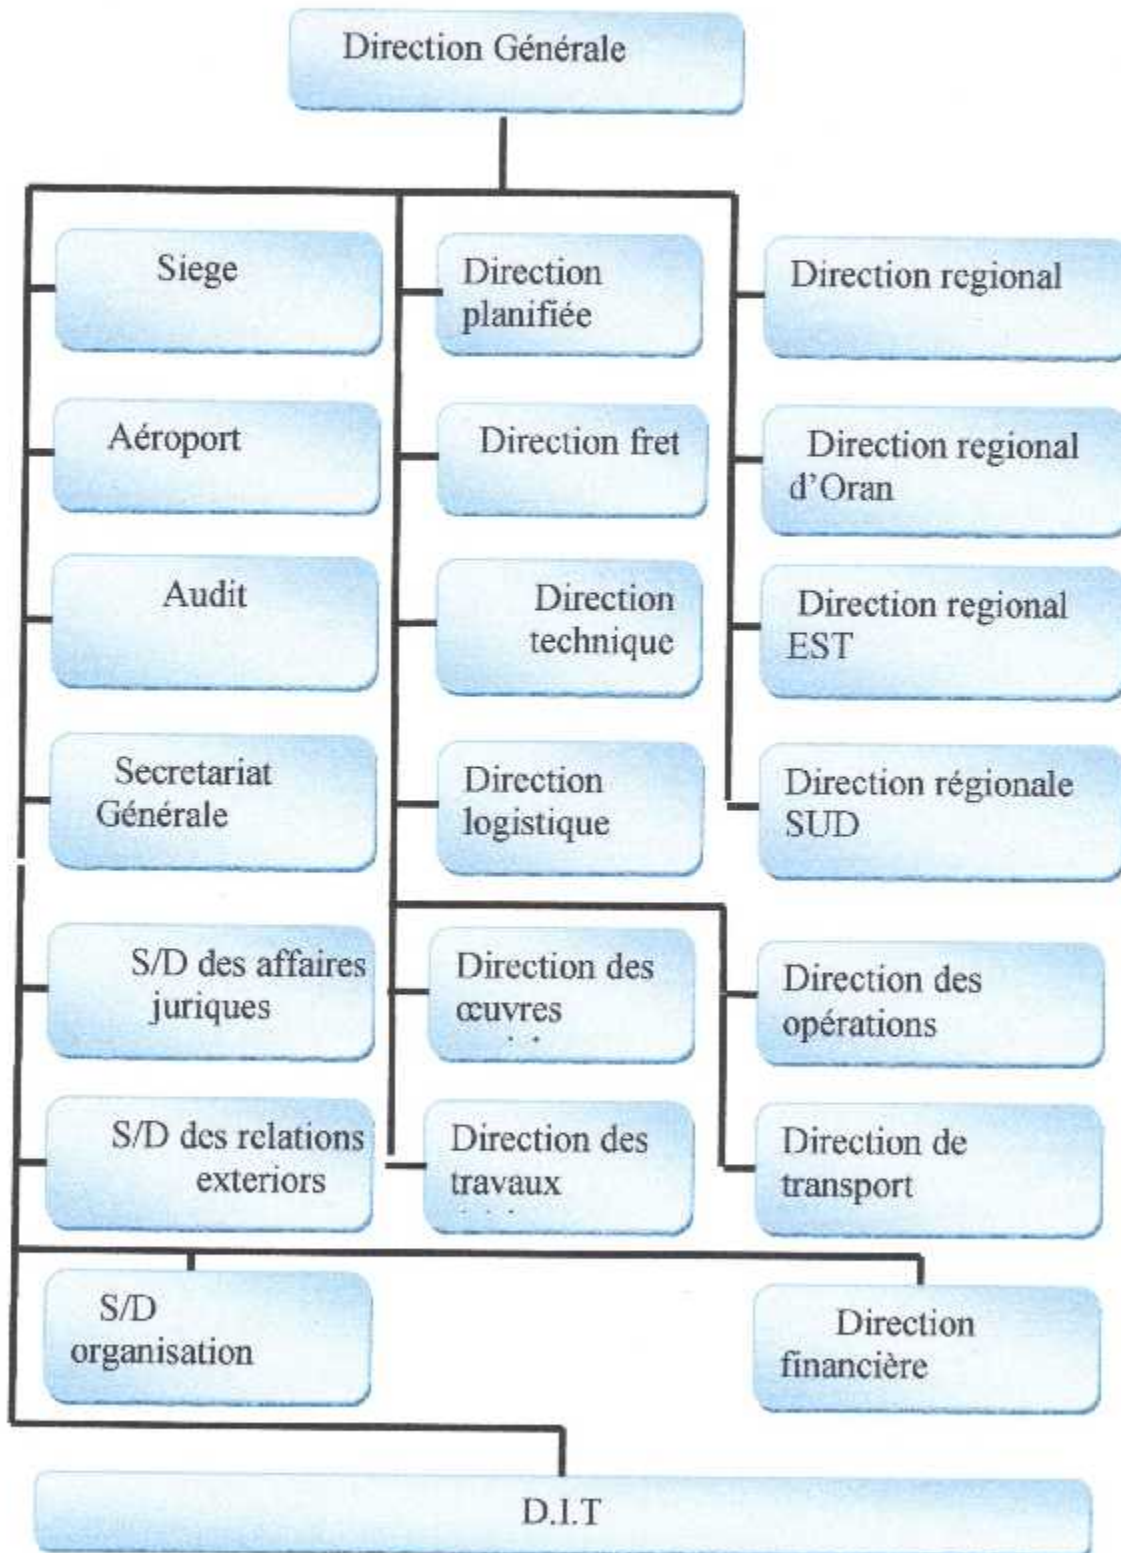 Direction Générale
Siege
Direction
planifiée
Direction regional
Aéroport
Direction fret
Direction regional
d'Oran
Audit
Direction
technique
Direction regional
EST
Secretariat
Générale
Direction
logistique
Direction régionale
SUD
S/D des affaires
juriques
Direction des
œuvres
Direction des
opérations
S/D des relations
exteriors
Direction des
travaux
Direction de
transport
S/D
organisation
Direction
financière
D.I.T